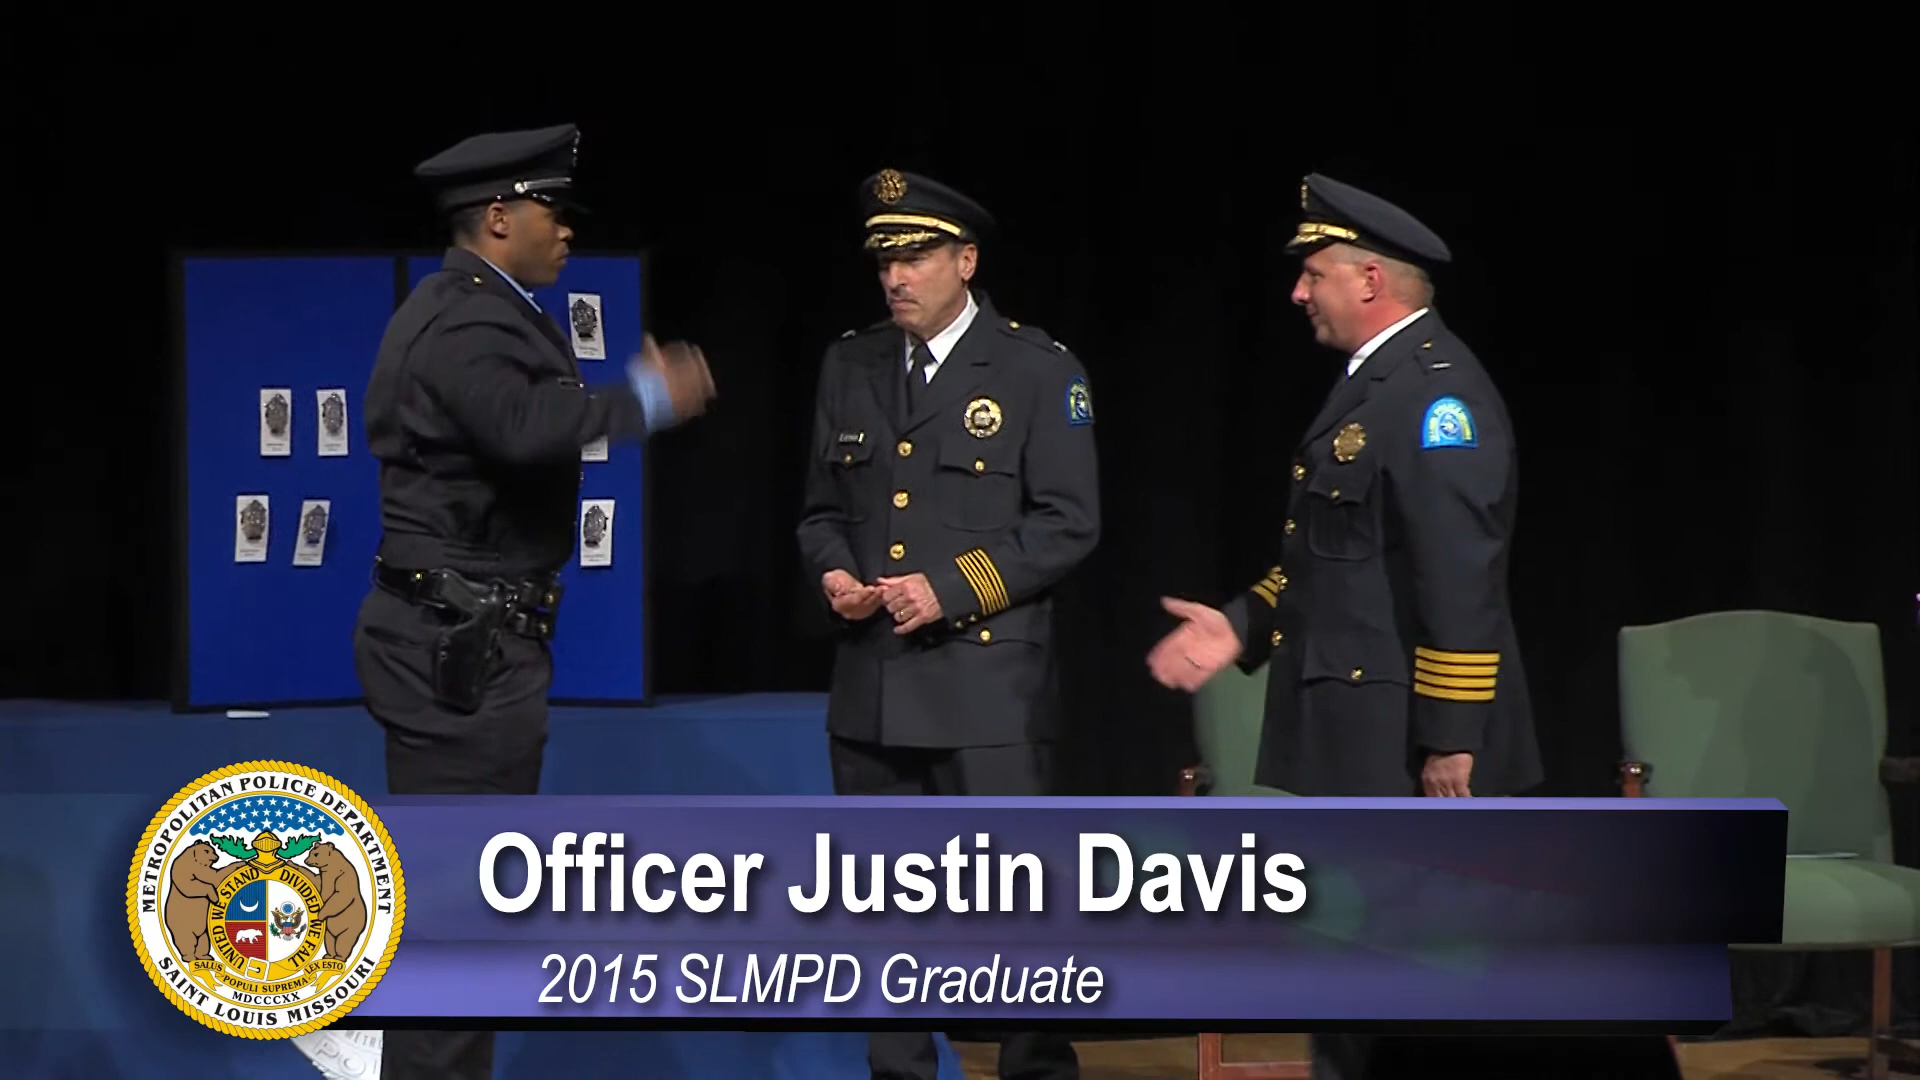 Officer Justin Davis
2015 SLMPD Graduate
METROPOLITAN POLICE DEPARTMENT
SAINT LOUIS MISSOURI
UNITED WE STAND DIVIDED WE FALL
SALUS POPULI SUPREMA LEX ESTO
MDCCCXX